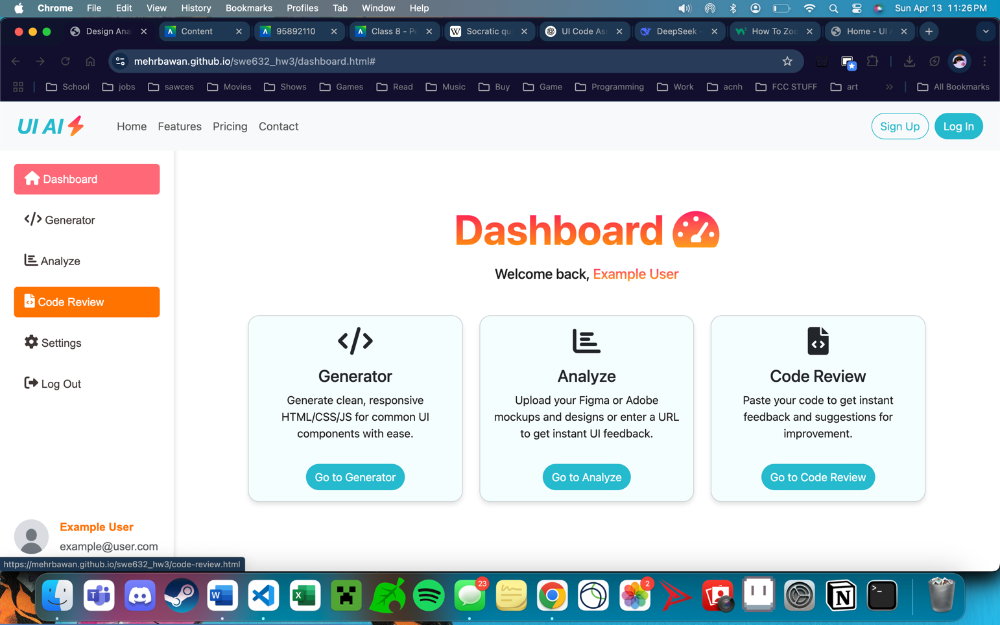 Chrome File Edit View History Bookmarks Profiles Tab Window Help Sun Apr 13 11:26 PM
Design Ana Content 95892110 Class 8 - Po Socratic que UI Code Ass DeepSeek - How To Zoo Home - UI A
mehrbawan.github.io/swe632_hw3/dashboard.html#
School jobs sawces Movies Shows Games Read Music Buy Game Programming Work acnh FCC STUFF art » All Bookmarks
UI AI Home Features Pricing Contact Sign Up Log In
Dashboard
Generator
Analyze
Code Review
Settings
Log Out
Example User
example@user.com
Dashboard
Welcome back, Example User
Generator
Generate clean, responsive
HTML/CSS/JS for common UI
components with ease.
Go to Generator
Analyze
Upload your Figma or Adobe
mockups and designs or enter a URL
to get instant UI feedback.
Go to Analyze
Code Review
Paste your code to get instant
feedback and suggestions for
improvement.
Go to Code Review
https://mehrbawan.github.io/swe632_hw3/code-review.html
23
2